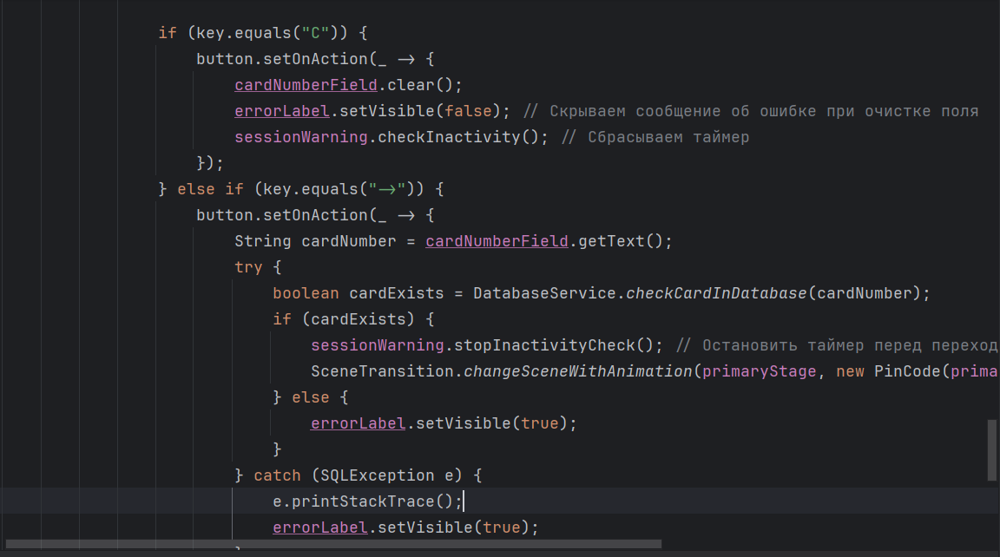 if (key.equals("C")) {
button.setOnAction(_ -> {
cardNumberField.clear();
errorLabel.setVisible(false); // Скрываем сообщение об ошибке при очистке поля
sessionWarning.checkInactivity(); // Сбрасываем таймер
});
} else if (key.equals("->")) {
button.setOnAction(_ -> {
String cardNumber = cardNumberField.getText();
try {
boolean cardExists = DatabaseService.checkCardInDatabase(cardNumber);
if (cardExists) {
sessionWarning.stopInactivityCheck(); // Остановить таймер перед переход
SceneTransition.changeSceneWithAnimation(primaryStage, new PinCode(prima
} else {
errorLabel.setVisible(true);
}
} catch (SQLException e) {
e.printStackTrace();
errorLabel.setVisible(true);
}